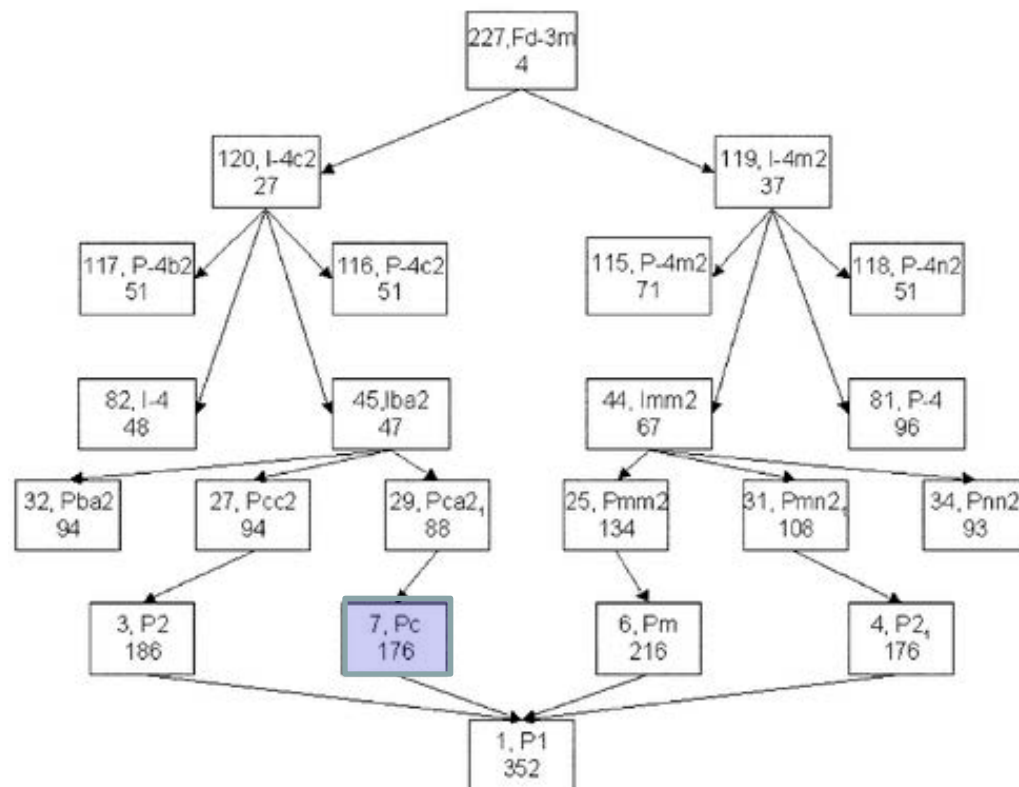 227,Fd-3m
4
120, I-4c2
27
119, I-4m2
37
117, P-4b2
51
116, P-4c2
51
115, P-4m2
71
118, P-4n2
51
82, I-4
48
45,Iba2
47
44, Imm2
67
81, P-4
96
32, Pba2
94
27, Pcc2
94
29, Pca2₁
88
25, Pmm2
134
31, Pmn2₁
108
34, Pnn2
93
3, P2
186
7, Pc
176
6, Pm
216
4, P2₁
176
1, P1
352